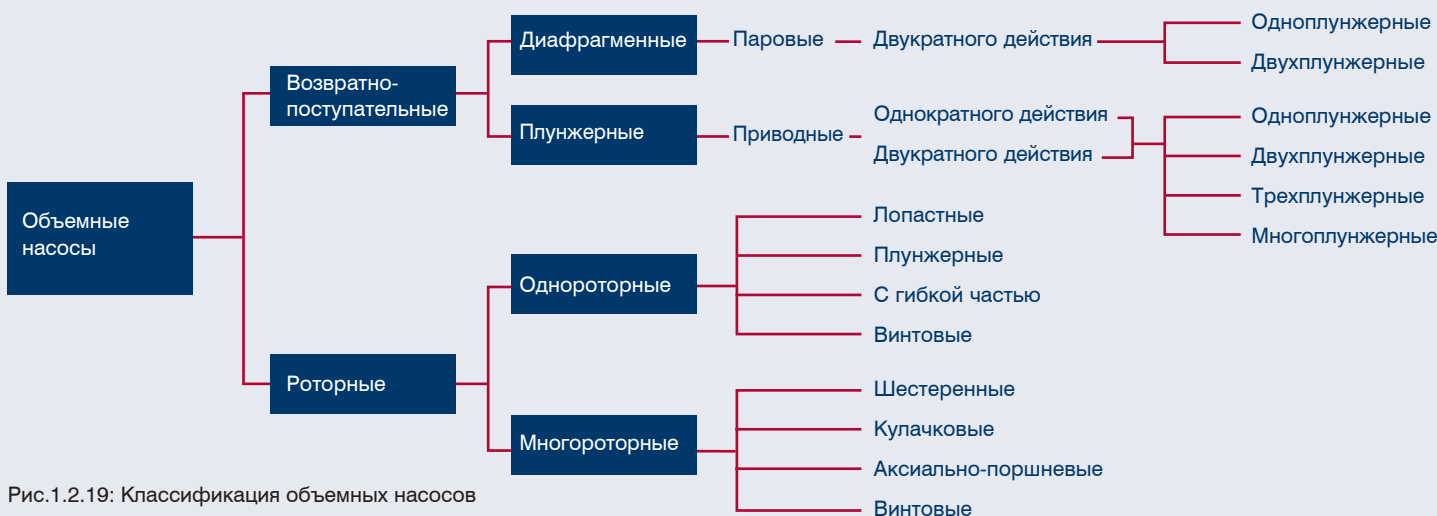 Объемные
насосы
Возвратно-
поступательные
Роторные
Диафрагменные
Плунжерные
Однороторные
Многороторные
Паровые
Приводные
Двукратного действия
Однократного действия
Двукратного действия
Одноплунжерные
Двухплунжерные
Одноплунжерные
Двухплунжерные
Трехплунжерные
Многоплунжерные
Лопастные
Плунжерные
С гибкой частью
Винтовые
Шестеренные
Кулачковые
Аксиально-поршневые
Винтовые
Рис.1.2.19: Классификация объемных насосов